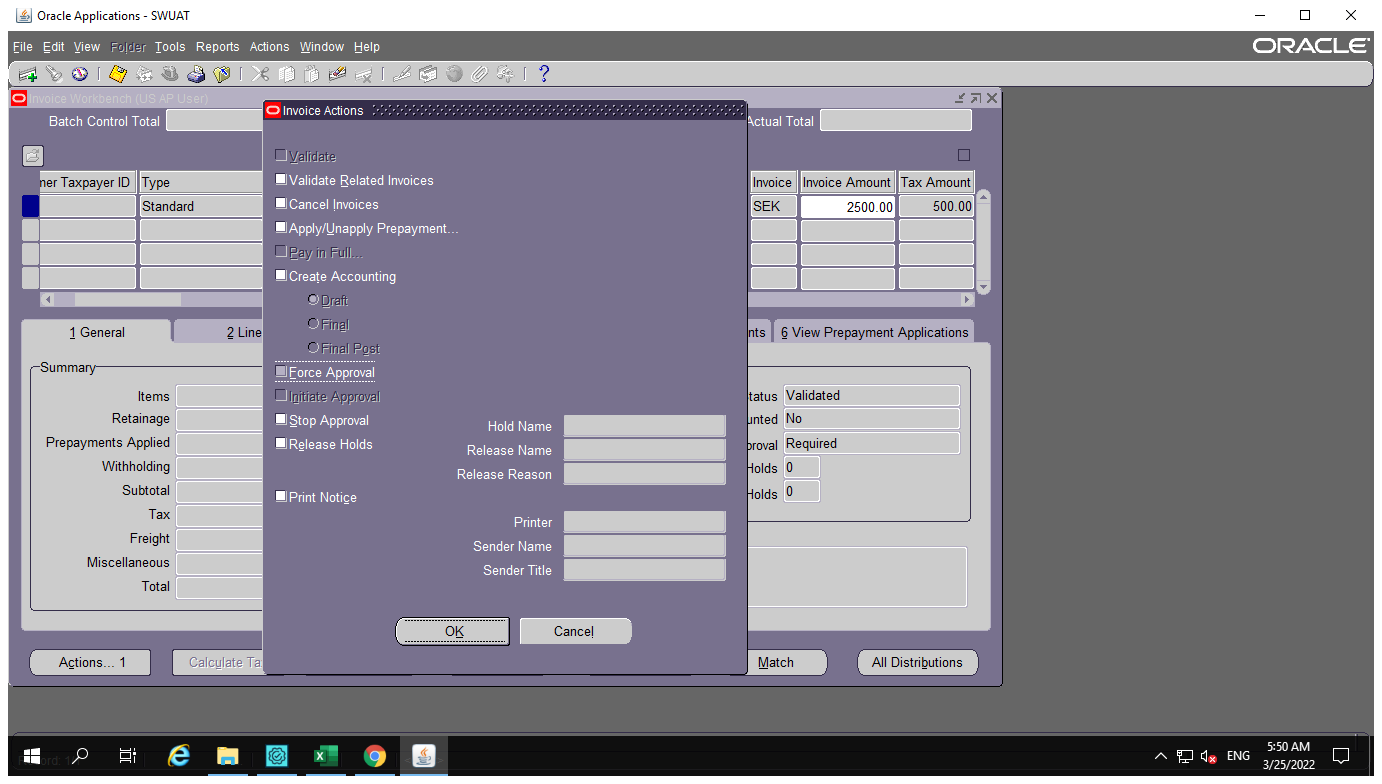 Oracle Applications - SWUAT
File Edit View Folder Tools Reports Actions Window Help
ORACLE
Invoice Workbench (US AP User)
Batch Control Total
Actual Total
Invoice Actions
ner Taxpayer ID Type Invoice Invoice Amount Tax Amount
Standard SEK 2500.00 500.00
1 General 2 Line nts 6 View Prepayment Applications
Validate
Validate Related Invoices
Cancel Invoices
Apply/Unapply Prepayment...
Pay in Full...
Create Accounting
Draft
Final
Final Post
Force Approval
Initiate Approval
Stop Approval
Release Holds
Print Notice
Hold Name
Release Name
Release Reason
Printer
Sender Name
Sender Title
OK Cancel
Summary
Items
Retainage
Prepayments Applied
Withholding
Subtotal
Tax
Freight
Miscellaneous
Total
tatus Validated
unted No
proval Required
Holds 0
Holds 0
Actions... 1 Calculate Ta Match All Distributions
ENG
5:50 AM
3/25/2022